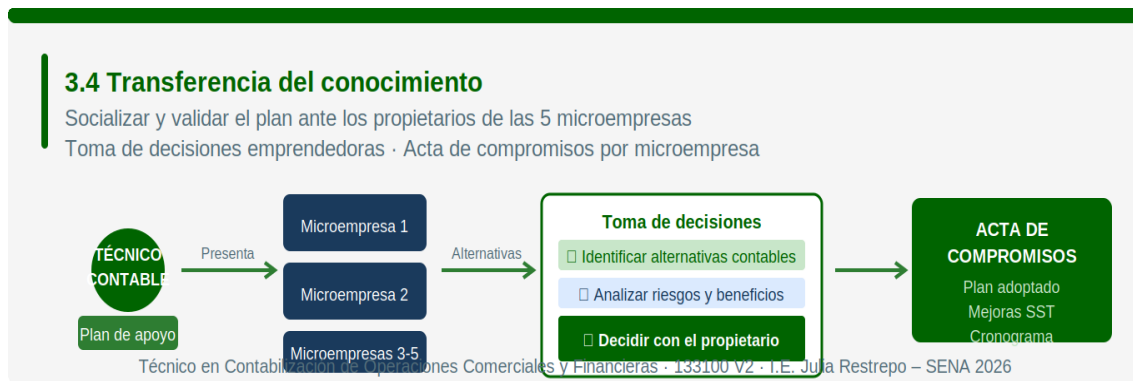 3.4 Transferencia del conocimiento
Socializar y validar el plan ante los propietarios de las 5 microempresas
Toma de decisiones emprendedoras · Acta de compromisos por microempresa
TÉCNICO
CONTABLE
Plan de apoyo
Presenta
Microempresa 1
Microempresa 2
Microempresas 3-5
Alternativas
Toma de decisiones
Identificar alternativas contables
Analizar riesgos y beneficios
Decidir con el propietario
ACTA DE
COMPROMISOS
Plan adoptado
Mejoras SST
Cronograma
Técnico en Contabilización de Operaciones Comerciales y Financieras · 133100 V2 · I.E. Julia Restrepo – SENA 2026